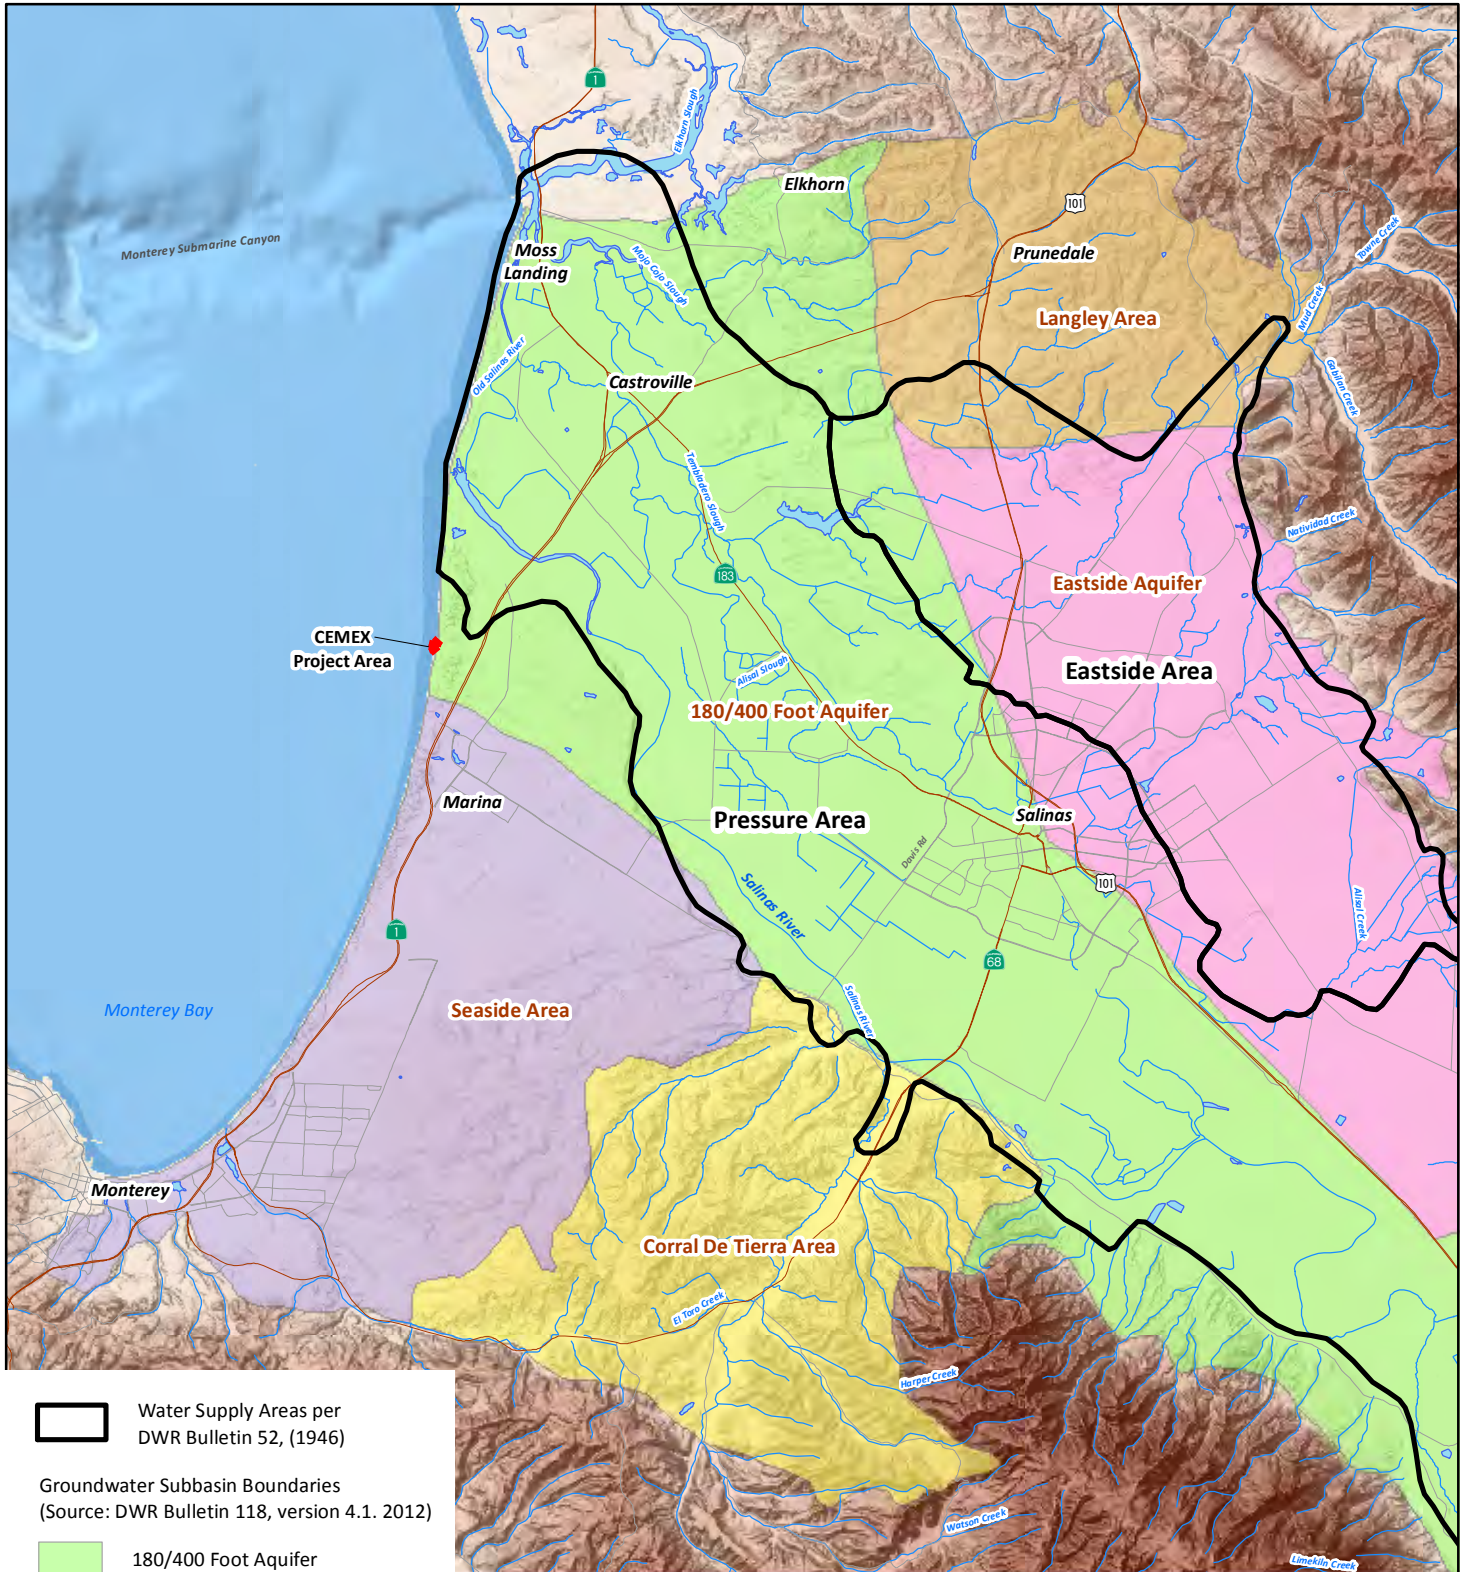 1
Elkhorn Slough
Elkhorn
101
Towne Creek
Monterey Submarine Canyon
Moss
Landing
Mojo Cojo Slough
Prunedale
Mud Creek
Langley Area
Old Salinas River
Castroville
Gabilan Creek
Tembladero Slough
Natividad Creek
183
Eastside Aquifer
CEMEX
Project Area
Alisal Slough
Eastside Area
180/400 Foot Aquifer
Marina
Pressure Area
Salinas
Davis Rd
101
Salinas River
Alisal Creek
1
68
Monterey Bay
Seaside Area
Salinas River
Monterey
Corral De Tierra Area
El Toro Creek
Harper Creek
Water Supply Areas per
DWR Bulletin 52, (1946)
Groundwater Subbasin Boundaries
(Source: DWR Bulletin 118, version 4.1. 2012)
Watson Creek
180/400 Foot Aquifer
Limekiln Creek